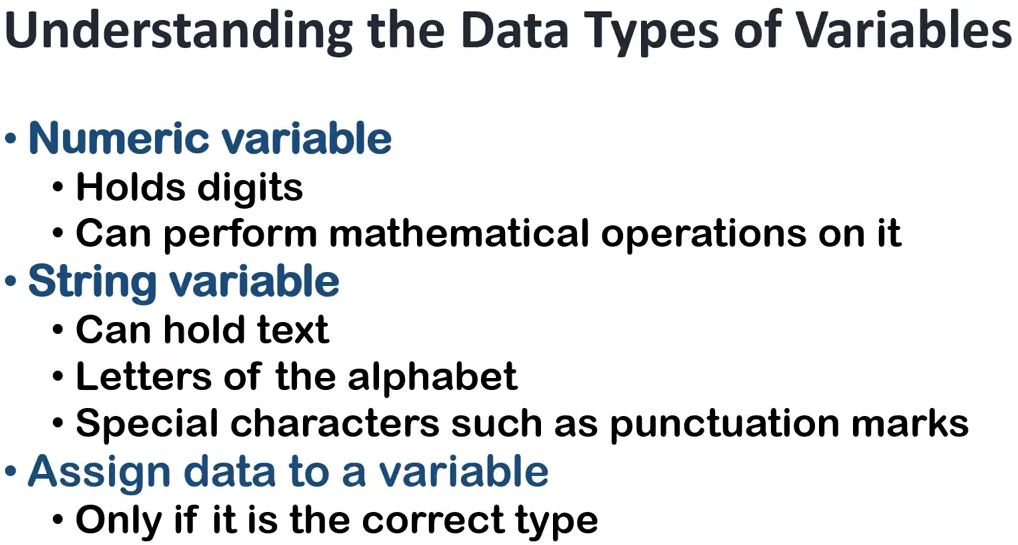 Understanding the Data Types of Variables
• Numeric variable
• Holds digits
• Can perform mathematical operations on it
• String variable
• Can hold text
• Letters of the alphabet
• Special characters such as punctuation marks
• Assign data to a variable
• Only if it is the correct type